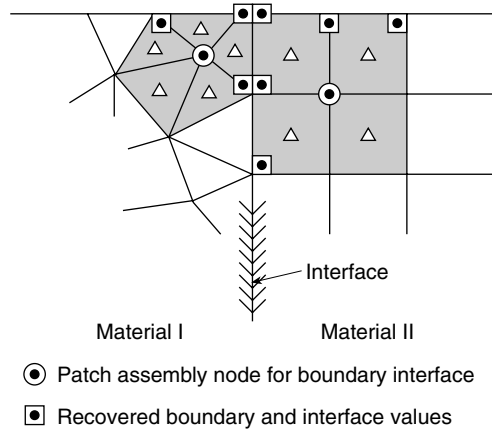 Interface
Material I
Material II
Patch assembly node for boundary interface
Recovered boundary and interface values